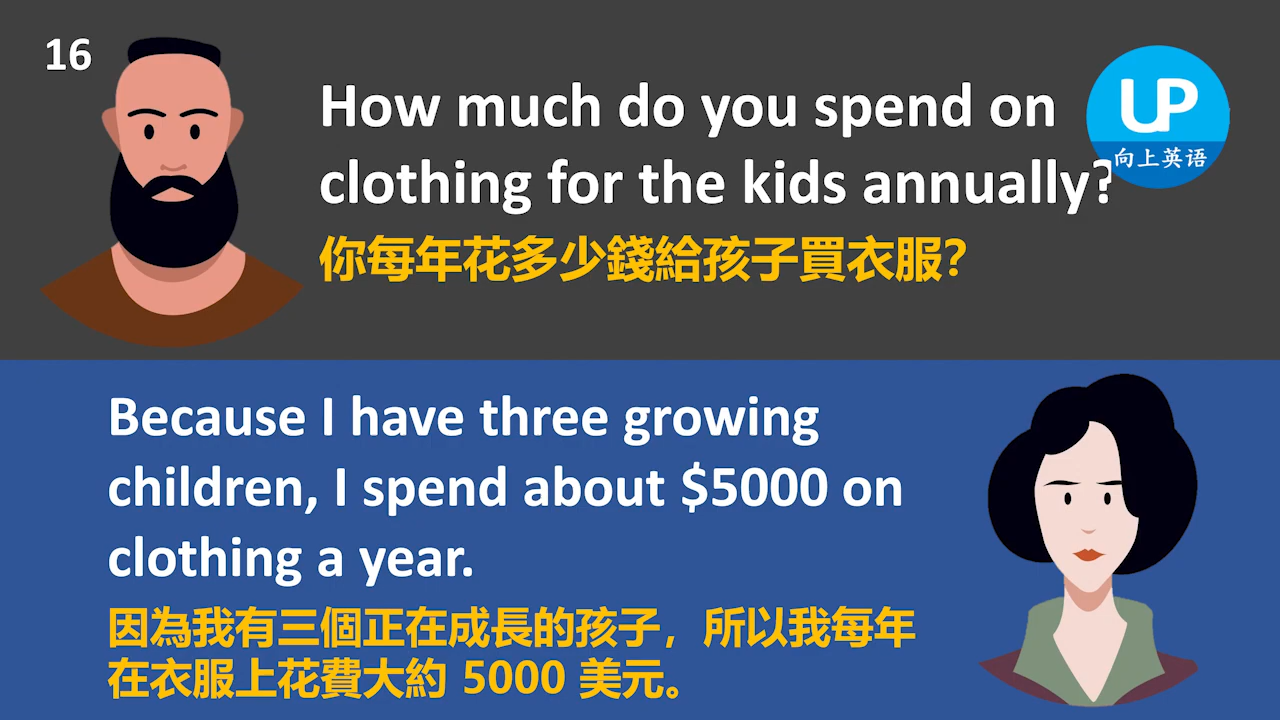 16
How much do you spend on
clothing for the kids annually?
你每年花多少錢給孩子買衣服?
UP
向上英语
Because I have three growing
children, I spend about $5000 on
clothing a year.
因為我有三個正在成長的孩子，所以我每年
在衣服上花費大約 5000 美元。